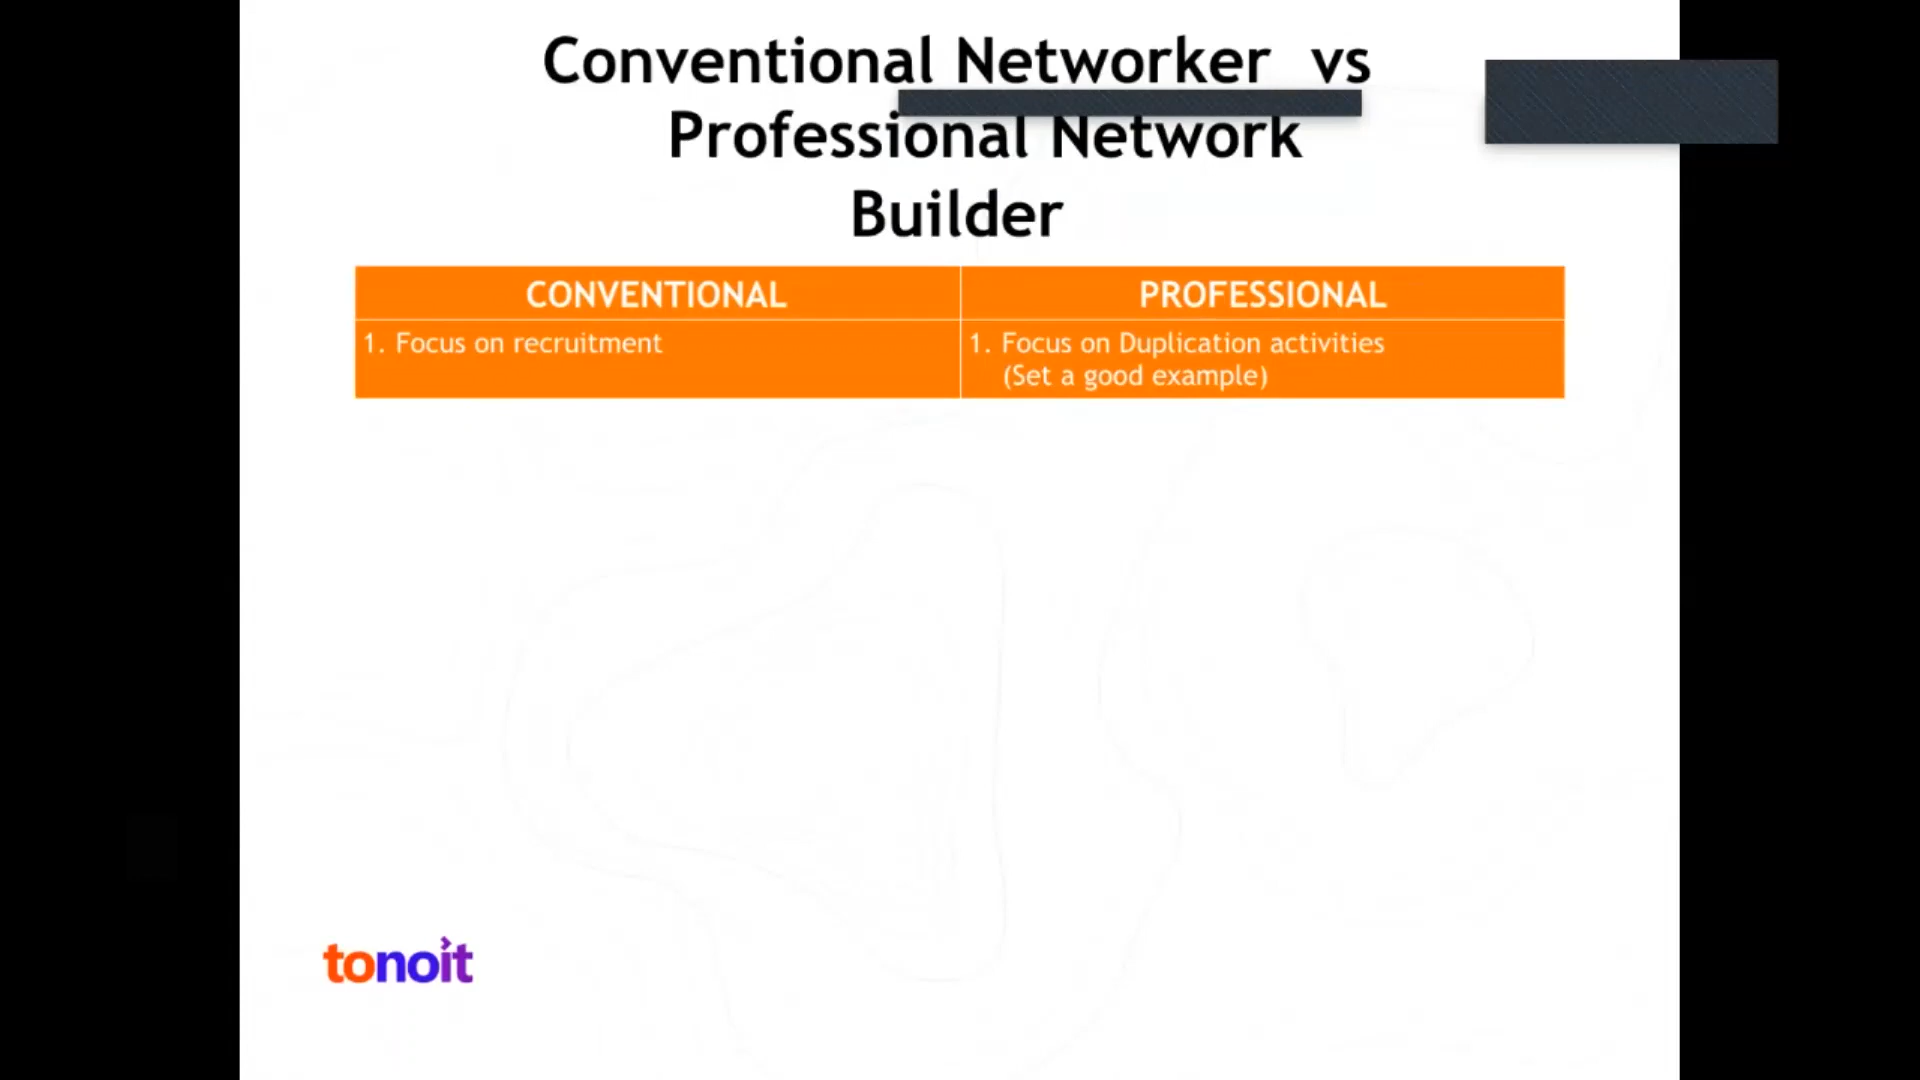 Conventional Networker vs
Professional Network
Builder
CONVENTIONAL
PROFESSIONAL
1. Focus on recruitment
1. Focus on Duplication activities
(Set a good example)
tonoit